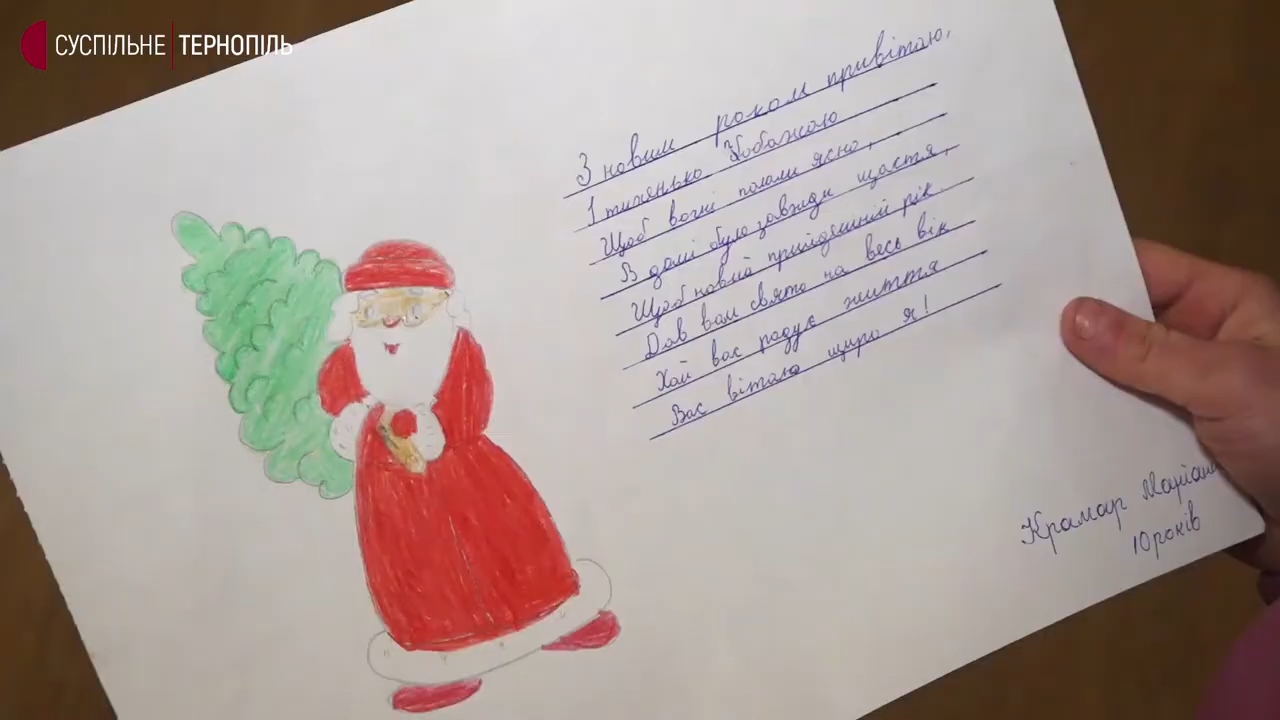 СУСПІЛЬНЕ ТЕРНОПІЛЬ
З новим роком привітаю,
І тихенько Побажаю
Щоб вогні палали ясно,
В домі було завжди щастя,
Щоб новий прийдешній рік
Дав вам свято на весь вік
Хай вас радує життя
Вас вітаю щиро я!
Крамар
10 років